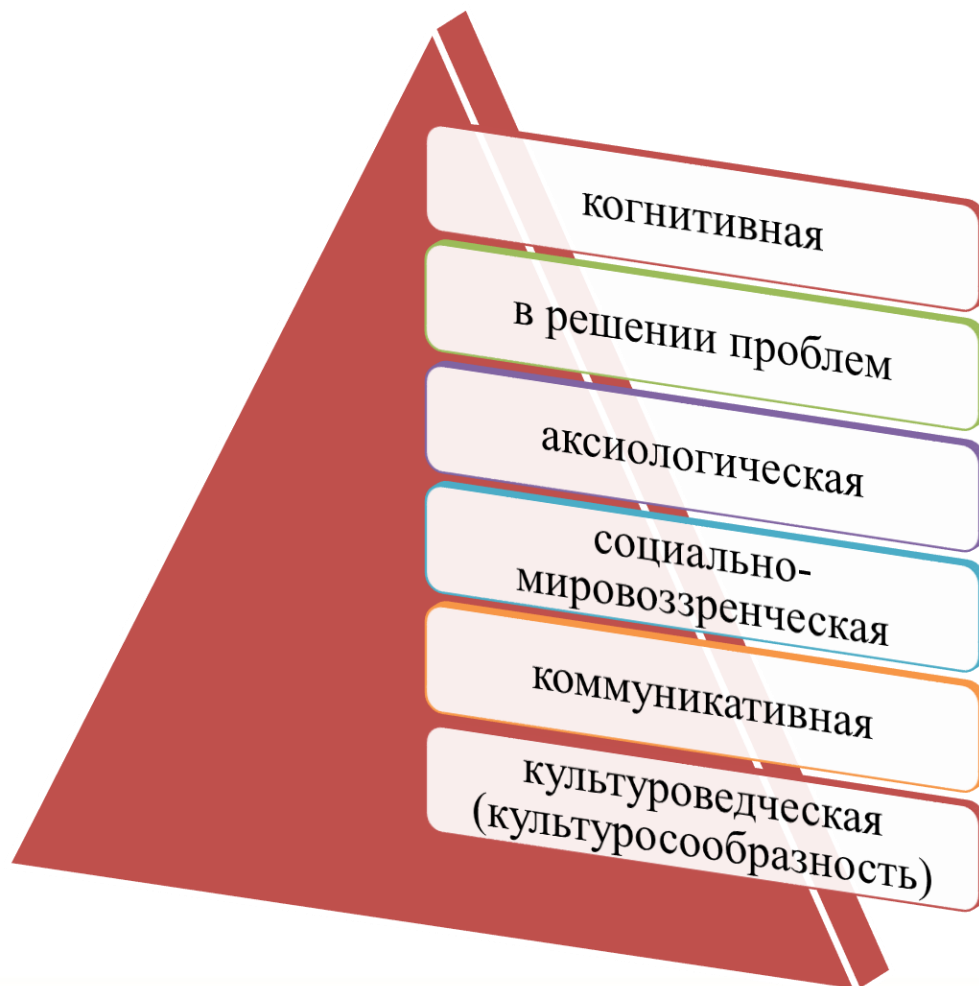 когнитивная
в решении проблем
аксиологическая
социально-
мировоззренческая
коммуникативная
культуроведческая
(культуросообразность)